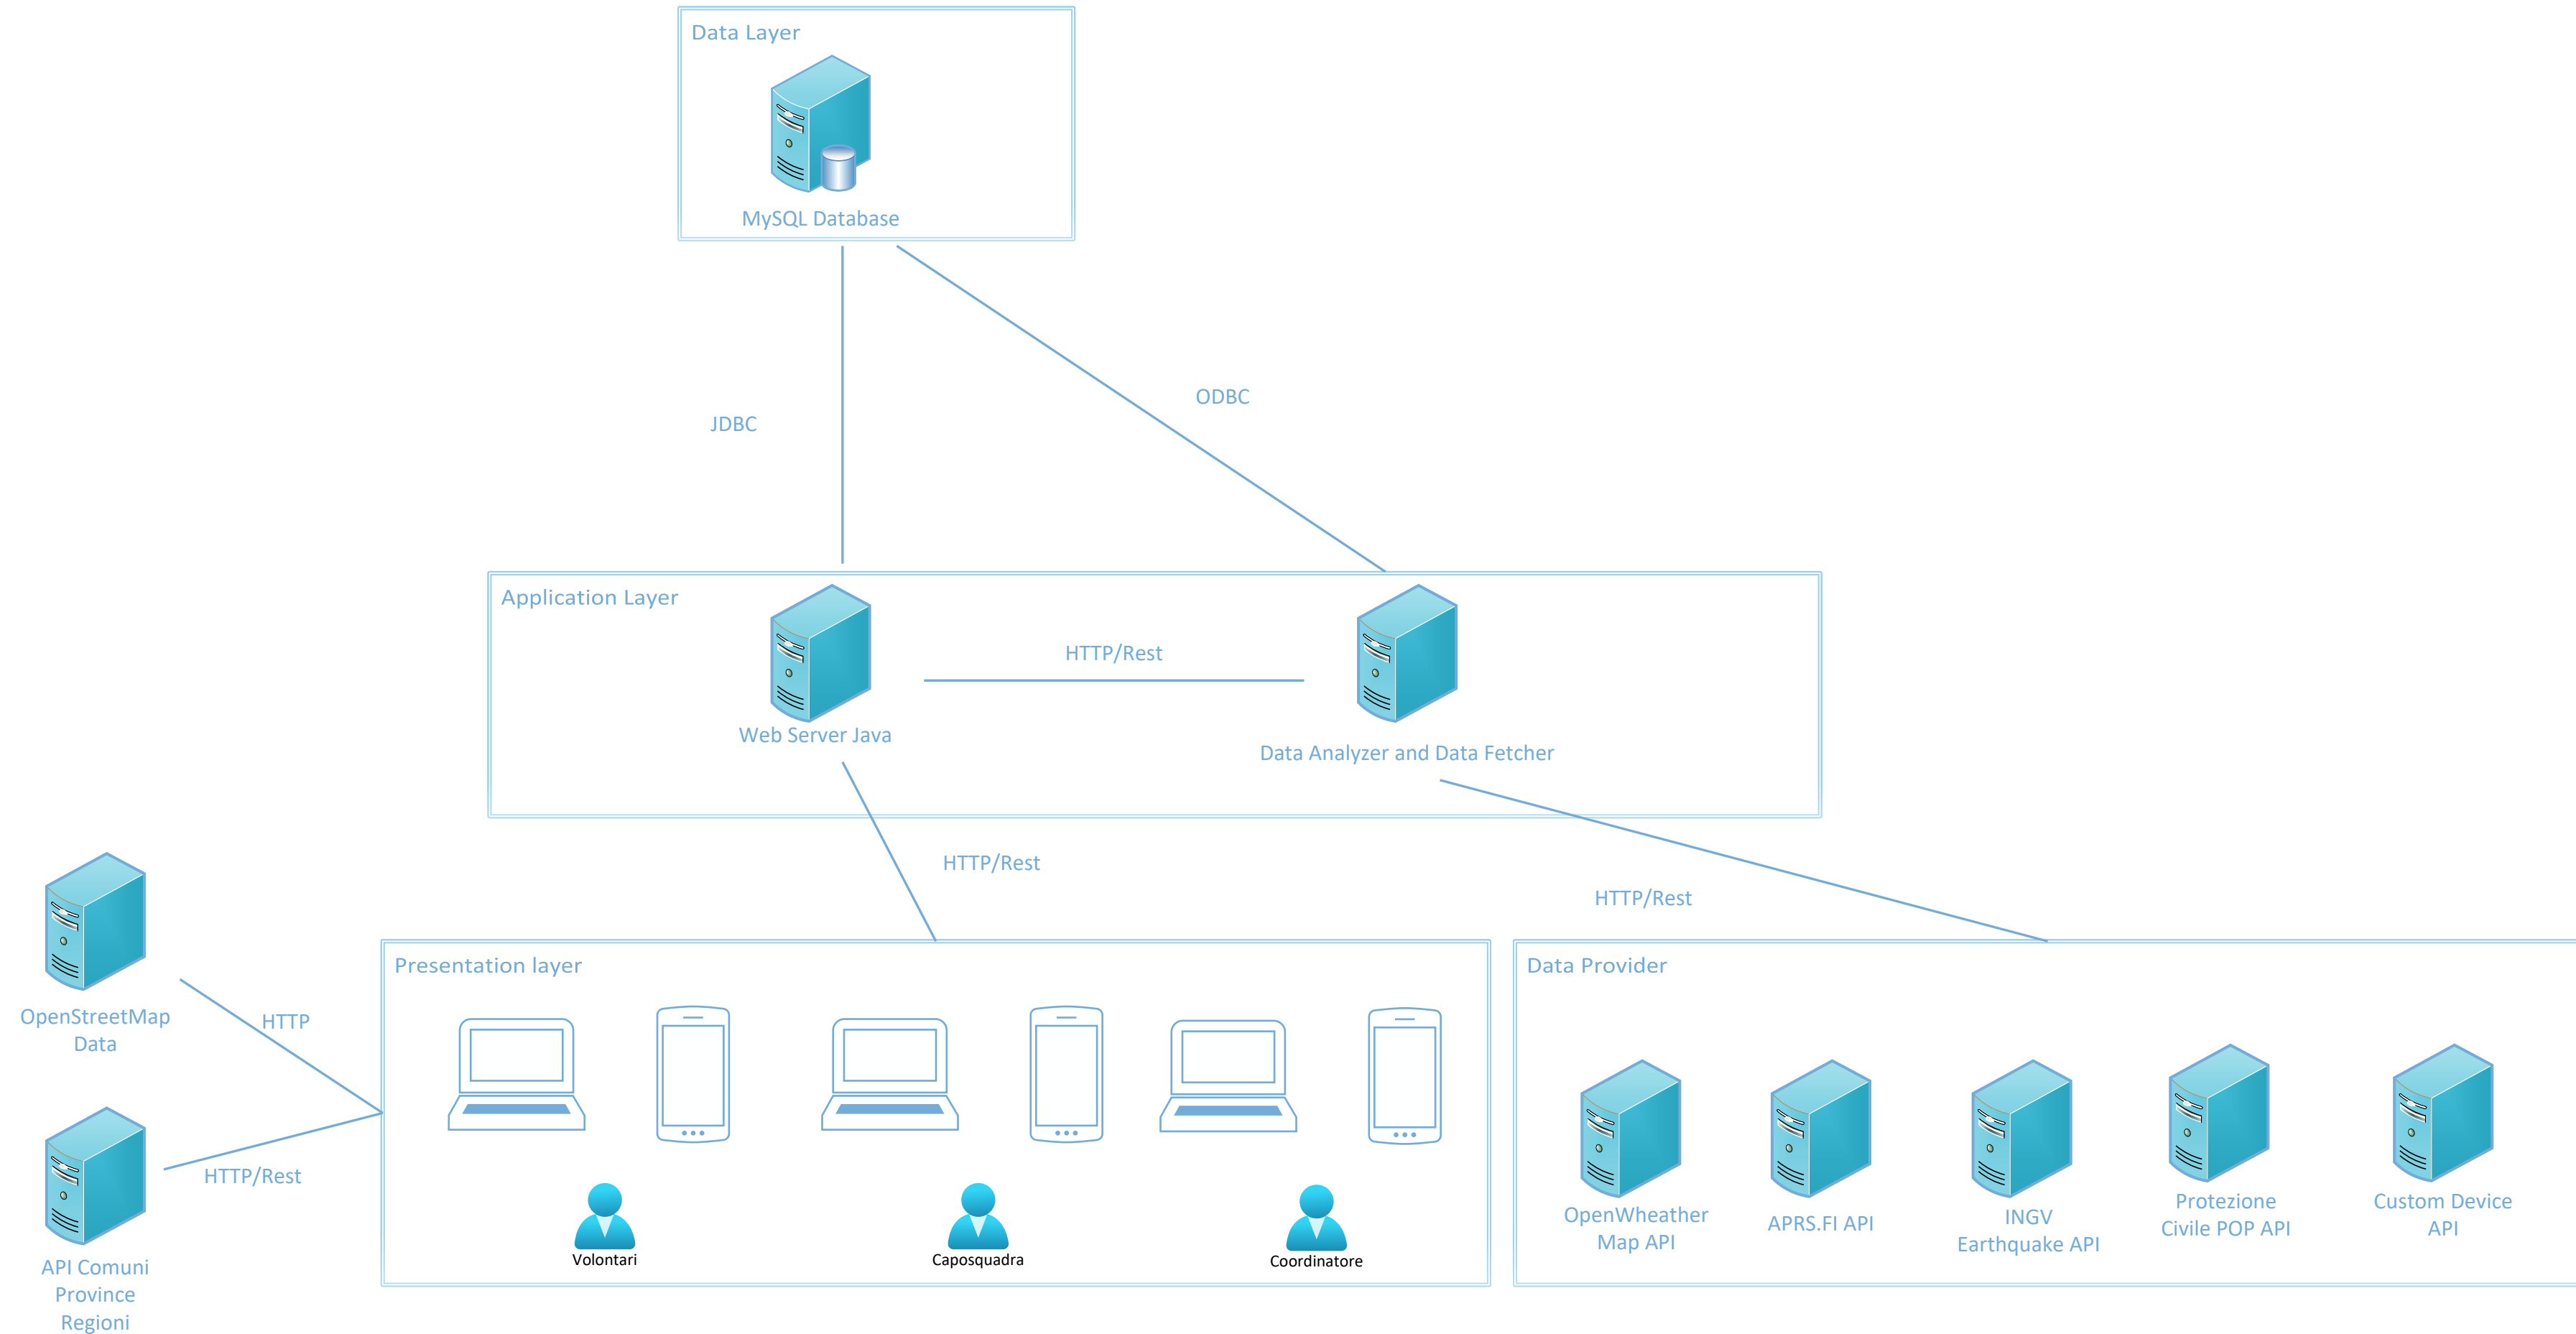 Data Layer
MySQL Database
ODBC
JDBC
Application Layer
HTTP/Rest
Web Server Java
Data Analyzer and Data Fetcher
HTTP/Rest
HTTP/Rest
OpenStreetMap
Data
HTTP
API Comuni
Province
Regioni
HTTP/Rest
Presentation layer
Volontari
Caposquadra
Coordinatore
Data Provider
OpenWheather
Map API
APRS.FI API
INGV
Earthquake API
Protezione
Civile POP API
Custom Device
API